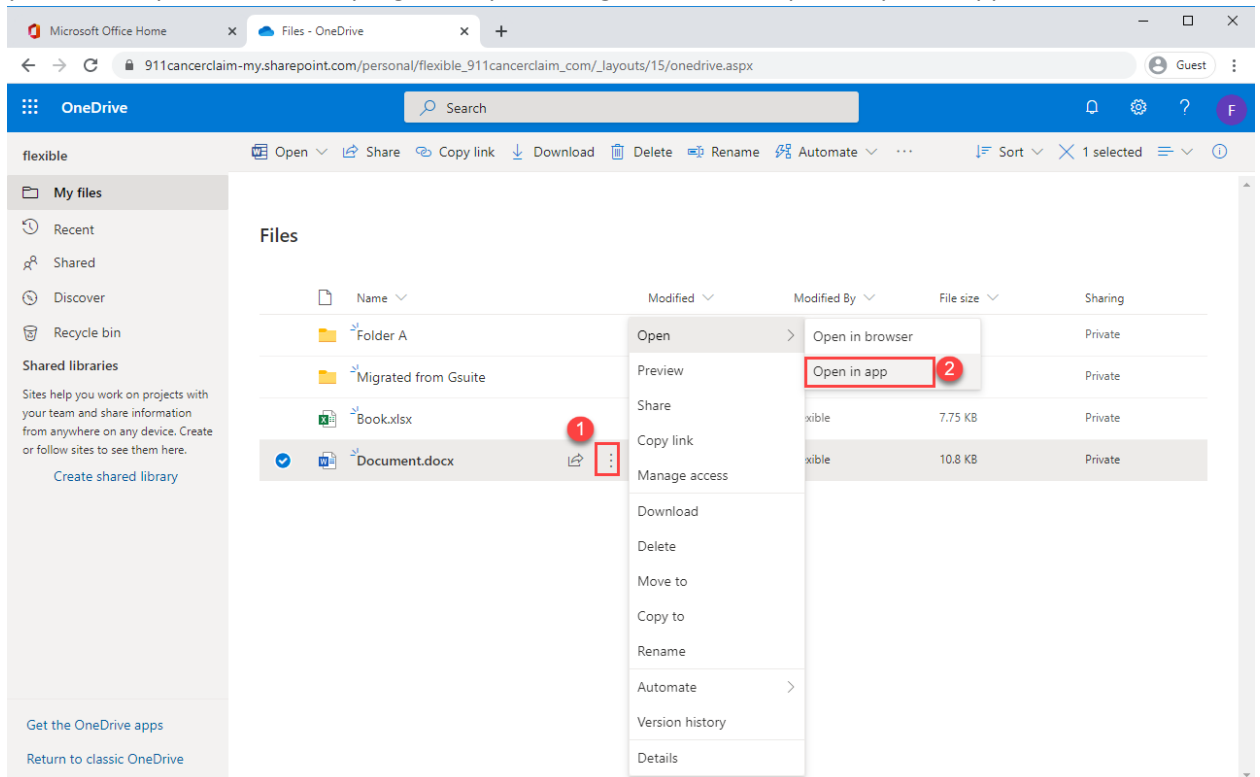 Microsoft Office Home
Files - OneDrive
911cancerclaim-my.sharepoint.com/personal/flexible_911cancerclaim_com/_layouts/15/onedrive.aspx
Guest
OneDrive
Search
F
flexible
Open
Share
Copy link
Download
Delete
Rename
Automate
Sort
1 selected
My files
Recent
Shared
Discover
Recycle bin
Shared libraries
Sites help you work on projects with
your team and share information
from anywhere on any device. Create
or follow sites to see them here.
Create shared library
Get the OneDrive apps
Return to classic OneDrive
Files
Name
Modified
Modified By
File size
Sharing
Folder A
Private
Migrated from Gsuite
Private
Book.xlsx
xible
7.75 KB
Private
Document.docx
xible
10.8 KB
Private
1
Open
Preview
Share
Copy link
Manage access
Download
Delete
Move to
Copy to
Rename
Automate
Version history
Details
Open in browser
Open in app
2